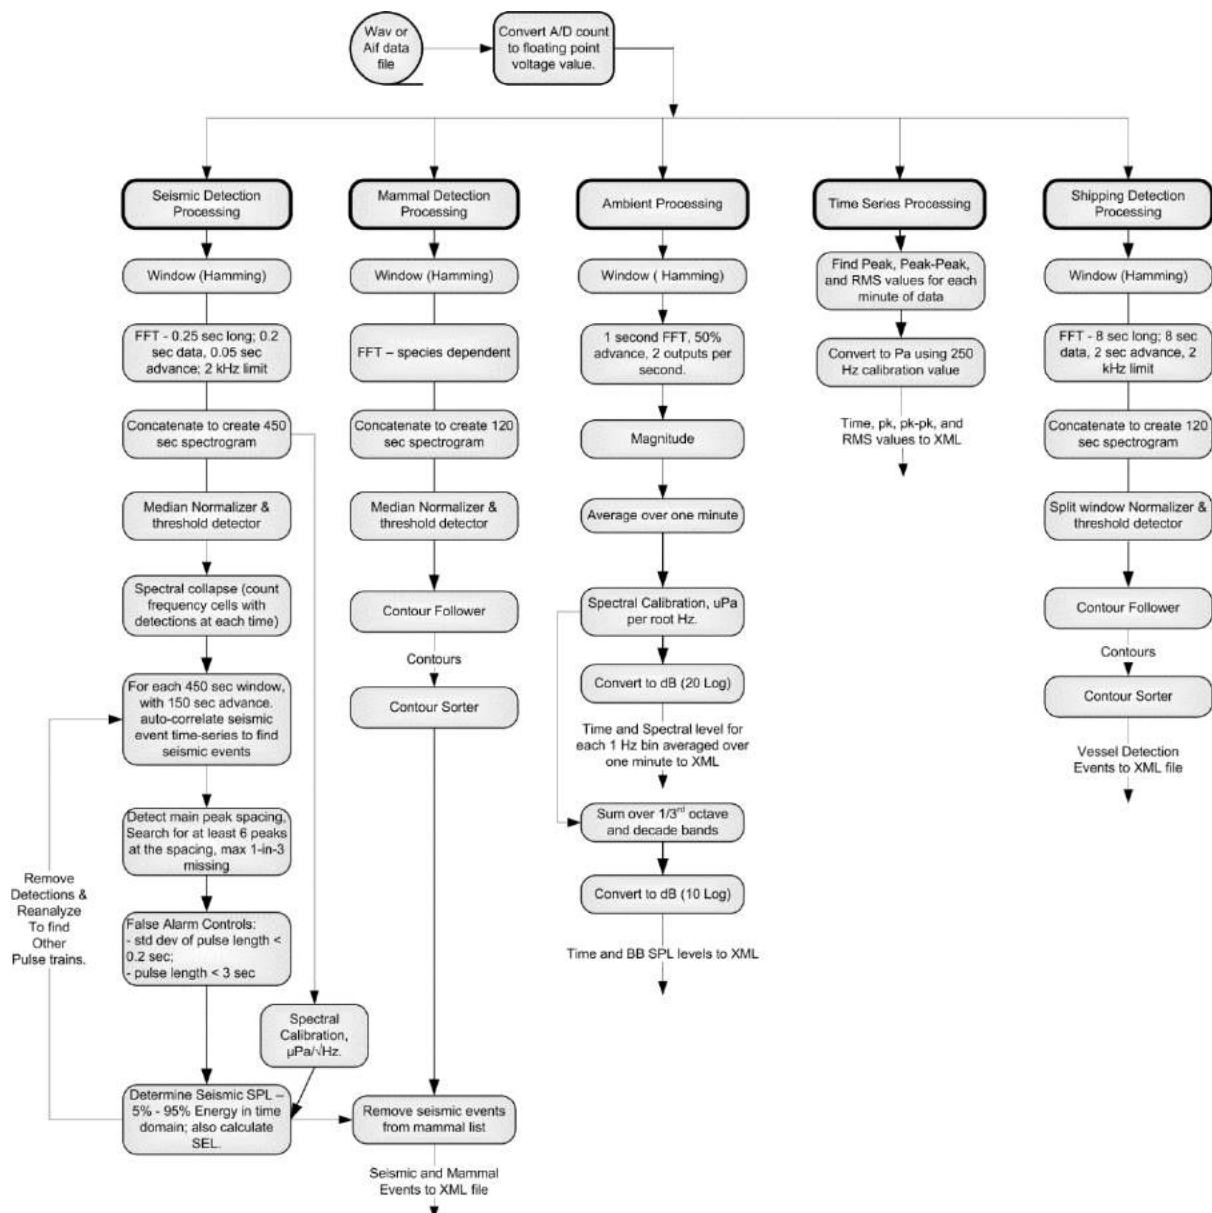 Wav or
Aif data
file
Convert A/D count
to floating point
voltage value.
Seismic Detection
Processing
Mammal Detection
Processing
Ambient Processing
Time Series Processing
Shipping Detection
Processing
Window (Hamming)
Window (Hamming)
Window ( Hamming)
Find Peak, Peak-Peak,
and RMS values for each
minute of data
Window (Hamming)
FFT - 0.25 sec long; 0.2
sec data, 0.05 sec
advance; 2 kHz limit
FFT – species dependent
1 second FFT, 50%
advance, 2 outputs per
second.
Convert to Pa using 250
Hz calibration value
FFT - 8 sec long; 8 sec
data, 2 sec advance, 2
kHz limit
Concatenate to create 450
sec spectrogram
Concatenate to create 120
sec spectrogram
Magnitude
Time, pk, pk-pk, and
RMS values to XML
Concatenate to create 120
sec spectrogram
Median Normalizer &
threshold detector
Median Normalizer &
threshold detector
Average over one minute
Split window Normalizer &
threshold detector
Spectral collapse (count
frequency cells with
detections at each time)
Contour Follower
Spectral Calibration, uPa
per root Hz.
Contour Follower
Contours
Contours
For each 450 sec window,
with 150 sec advance.
auto-correlate seismic
event time-series to find
seismic events
Contour Sorter
Convert to dB (20 Log)
Contour Sorter
Time and Spectral level for
each 1 Hz bin averaged over
one minute to XML
Vessel Detection
Events to XML file
Detect main peak spacing,
Search for at least 6 peaks
at the spacing, max 1-in-3
missing
Sum over 1/3rd octave
and decade bands
Remove
Detections &
Reanalyze
To find
Other
Pulse trains.
Convert to dB (10 Log)
False Alarm Controls:
- std dev of pulse length <
0.2 sec;
- pulse length < 3 sec
Time and BB SPL levels to XML
Spectral
Calibration,
µPa/√Hz.
Determine Seismic SPL –
5% - 95% Energy in time
domain; also calculate
SEL.
Remove seismic events
from mammal list
Seismic and Mammal
Events to XML file